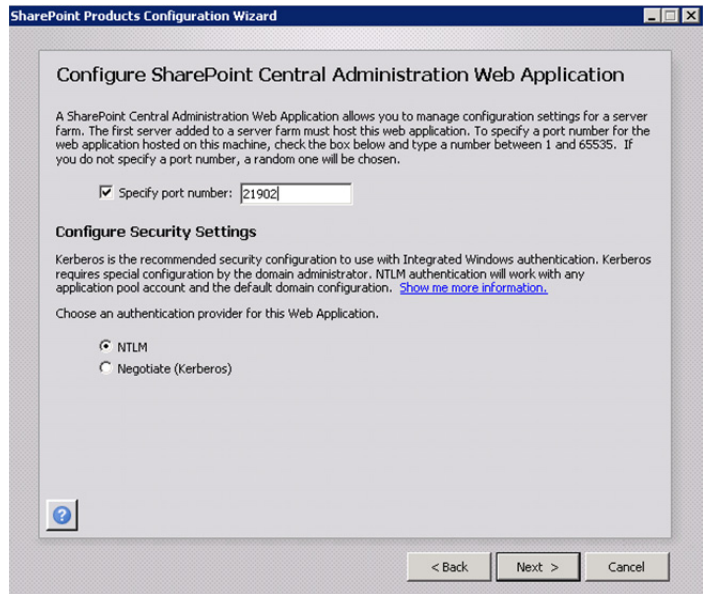 SharePoint Products Configuration Wizard
Configure SharePoint Central Administration Web Application
A SharePoint Central Administration Web Application allows you to manage configuration settings for a server
farm. The first server added to a server farm must host this web application. To specify a port number for the
web application hosted on this machine, check the box below and type a number between 1 and 65535. If
you do not specify a port number, a random one will be chosen.
Specify port number: 21902
Configure Security Settings
Kerberos is the recommended security configuration to use with Integrated Windows authentication. Kerberos
requires special configuration by the domain administrator. NTLM authentication will work with any
application pool account and the default domain configuration. Show me more information.
Choose an authentication provider for this Web Application.
NTLM
Negotiate (Kerberos)
?
< Back Next > Cancel